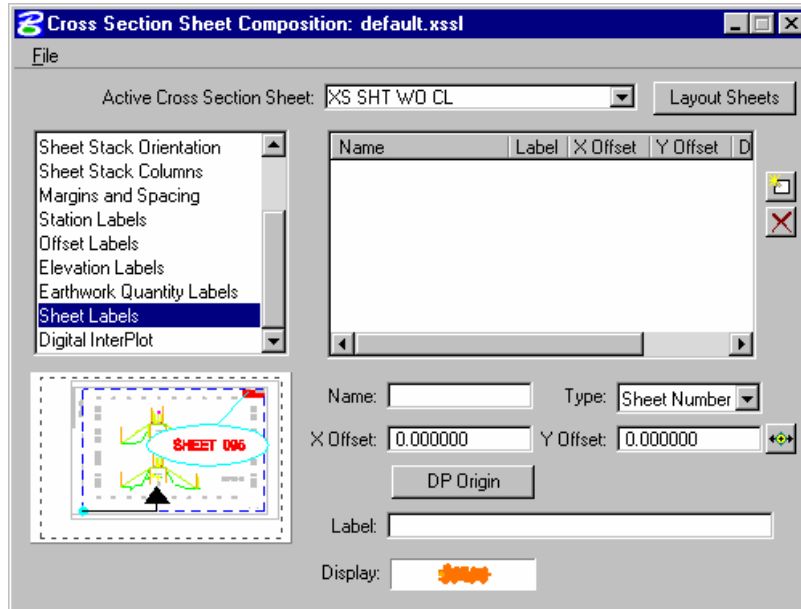 Cross Section Sheet Composition: default.xssl
File
Active Cross Section Sheet: XS SHT WO CL Layout Sheets
Sheet Stack Orientation
Sheet Stack Columns
Margins and Spacing
Station Labels
Offset Labels
Elevation Labels
Earthwork Quantity Labels
Sheet Labels
Digital InterPlot
Name Label X Offset Y Offset D
SHEET 095
Name: Type: Sheet Number
X Offset: 0.000000 Y Offset: 0.000000
DP Origin
Label:
Display: